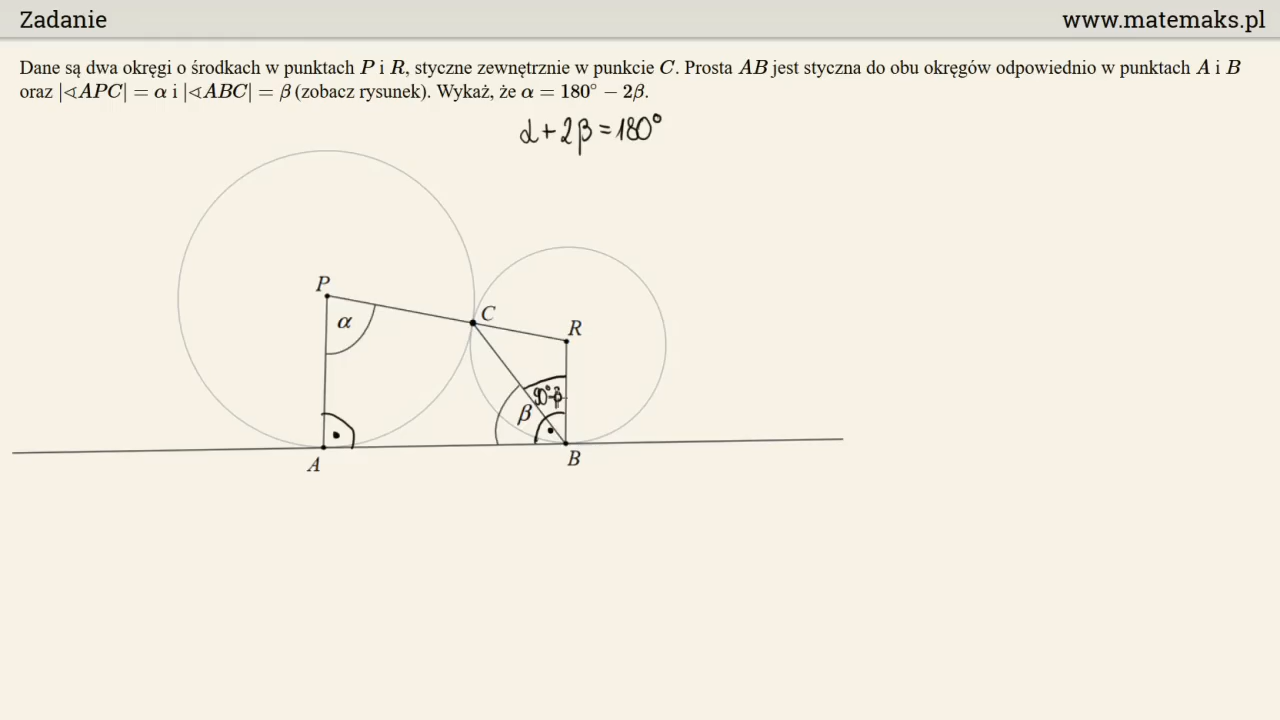 Zadanie
www.matemaks.pl
Dane są dwa okręgi o środkach w punktach P i R, styczne zewnętrznie w punkcie C. Prosta AB jest styczna do obu okręgów odpowiednio w punktach A i B
oraz |∢APC| = α i |∢ABC| = β (zobacz rysunek). Wykaż, że α = 180° − 2β.
α + 2β = 180°
P
C
R
α
90°-β
β
A
B